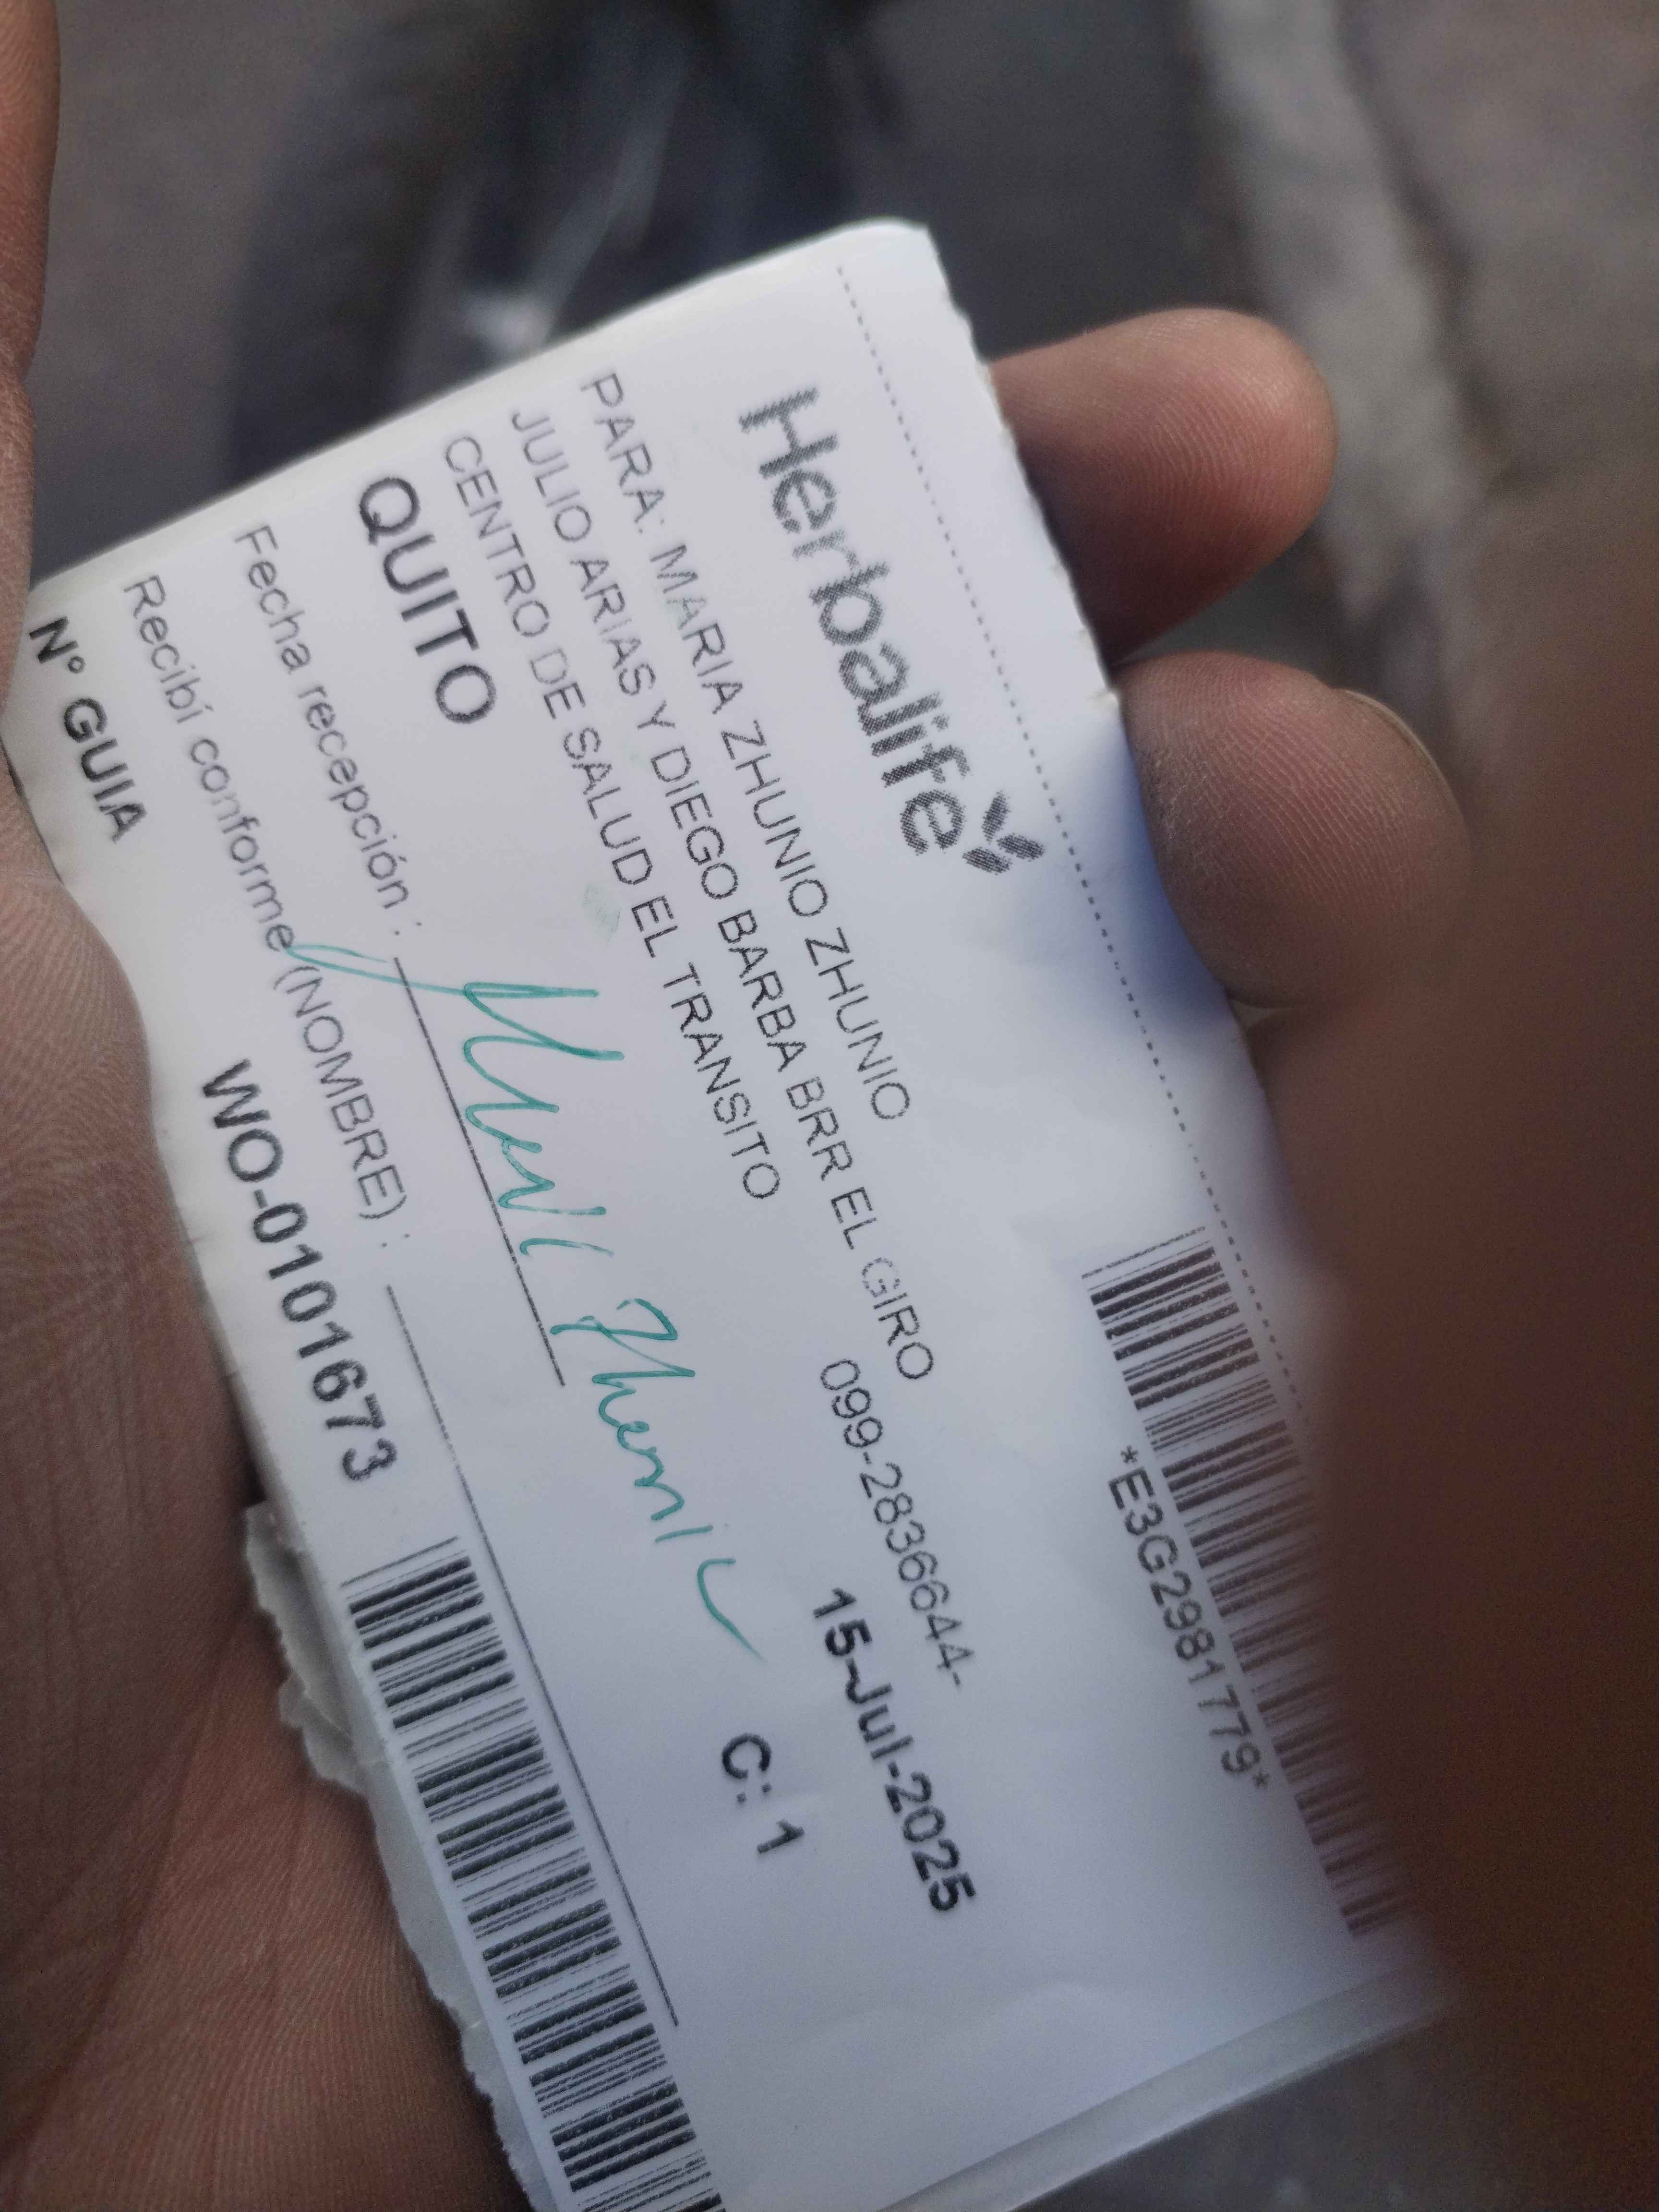 Herbalife
*E3G2981779*
PARA: MARIA ZHUNIO ZHUNIO
JULIO ARIAS Y DIEGO BARBA BRR EL GIRO
099-2836644-
CENTRO DE SALUD EL TRANSITO
15-Jul-2025
QUITO
C: 1
Fecha recepción :
Recibí conforme (NOMBRE) :
N° GUIA
WO-0101673